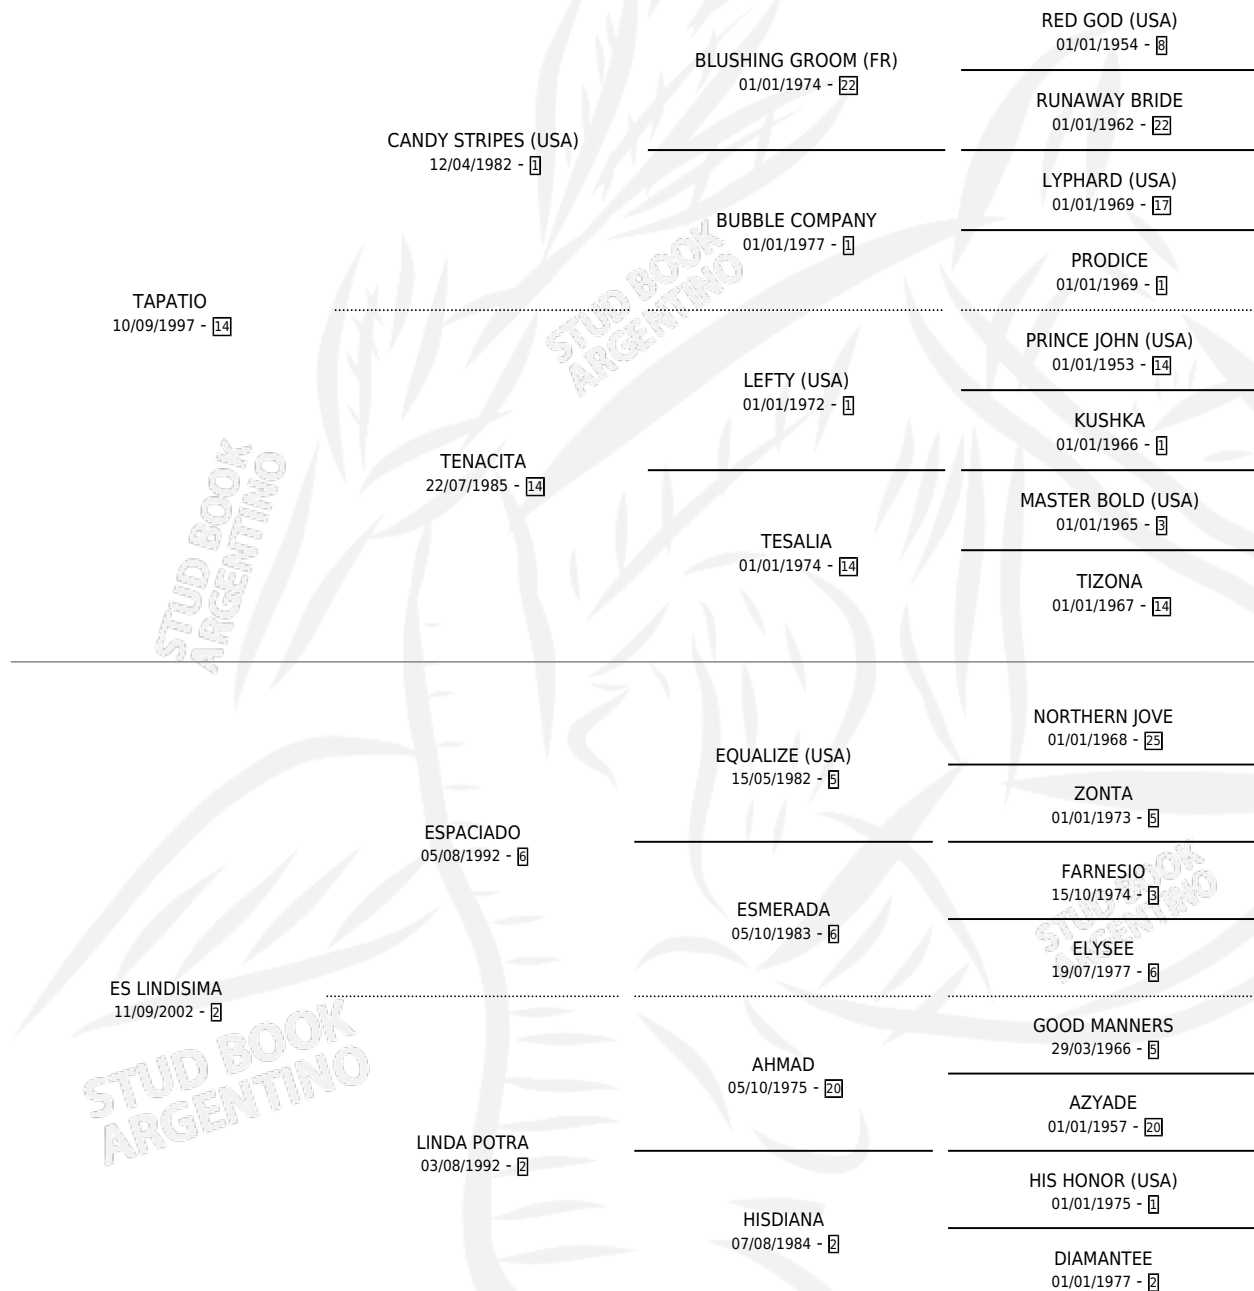 RED GOD (USA)
01/01/1954 - 8
BLUSHING GROOM (FR)
01/01/1974 - 22
RUNAWAY BRIDE
01/01/1962 - 22
CANDY STRIPES (USA)
12/04/1982 - 1
LYPHARD (USA)
01/01/1969 - 17
BUBBLE COMPANY
01/01/1977 - 1
PRODICE
01/01/1969 - 1
TAPATIO
10/09/1997 - 14
STUD BOOK
ARGENTINO
PRINCE JOHN (USA)
01/01/1953 - 14
LEFTY (USA)
01/01/1972 - 1
KUSHKA
01/01/1966 - 1
TENACITA
22/07/1985 - 14
MASTER BOLD (USA)
01/01/1965 - 3
TESALIA
01/01/1974 - 14
TIZONA
01/01/1967 - 14
STUD BOOK
ARGENTINO
NORTHERN JOVE
01/01/1968 - 25
EQUALIZE (USA)
15/05/1982 - 5
ZONTA
01/01/1973 - 5
ESPACIADO
05/08/1992 - 6
FARNESIO
15/10/1974 - 3
ESMERADA
05/10/1983 - 6
STUD BOOK
ARGENTINO
ELYSEE
19/07/1977 - 6
ES LINDISIMA
11/09/2002 - 2
STUD BOOK
ARGENTINO
GOOD MANNERS
29/03/1966 - 5
AHMAD
05/10/1975 - 20
AZYADE
01/01/1957 - 20
LINDA POTRA
03/08/1992 - 2
HIS HONOR (USA)
01/01/1975 - 1
HISDIANA
07/08/1984 - 2
DIAMANTEE
01/01/1977 - 2